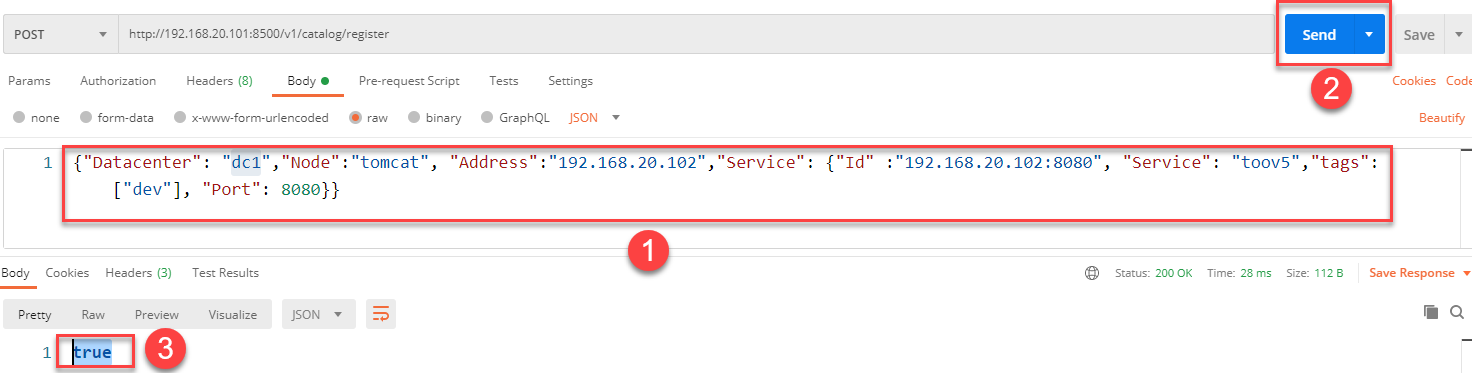 POST http://192.168.20.101:8500/v1/catalog/register Send Save
Params Authorization Headers (8) Body Pre-request Script Tests Settings Cookies Code
2
none form-data x-www-form-urlencoded raw binary GraphQL JSON Beautify
1 {"Datacenter": "dc1","Node":"tomcat", "Address":"192.168.20.102","Service": {"Id" :"192.168.20.102:8080", "Service": "toov5","tags":
["dev"], "Port": 8080}}
1
Body Cookies Headers (3) Test Results Status: 200 OK Time: 28 ms Size: 112 B Save Response
Pretty Raw Preview Visualize JSON
1 true 3